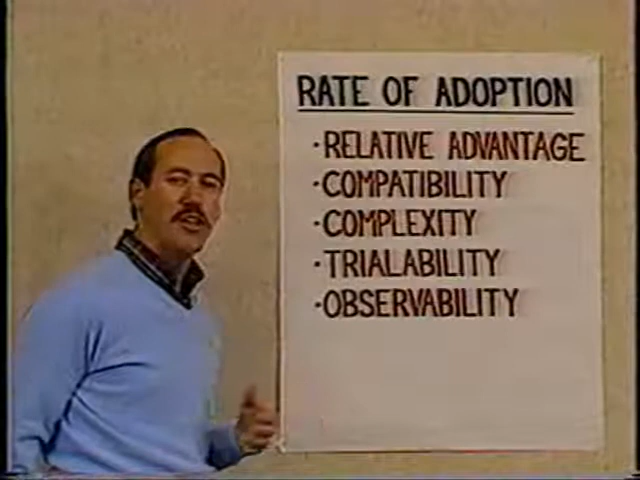 RATE OF ADOPTION
·RELATIVE ADVANTAGE
·COMPATIBILITY
·COMPLEXITY
·TRIALABILITY
·OBSERVABILITY